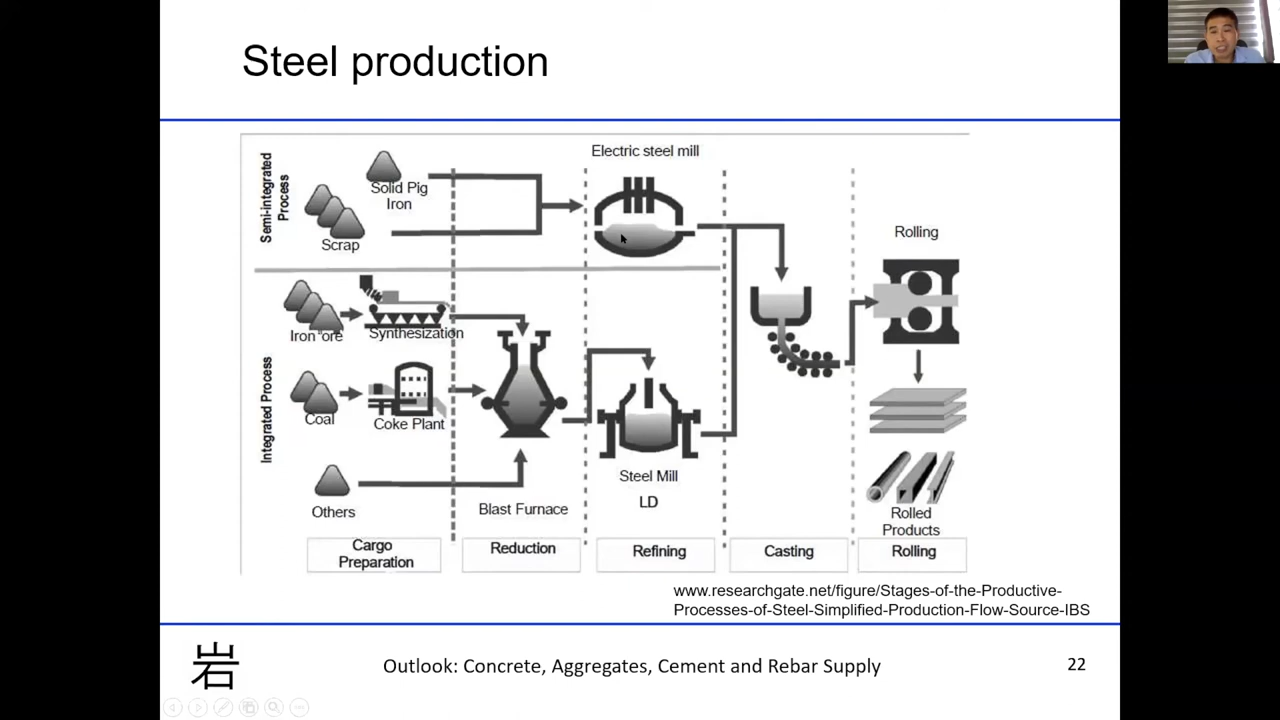 Steel production
Electric steel mill
Semi-integrated
Process
Solid Pig
Iron
Scrap
Rolling
Iron ore
Synthesization
Integrated Process
Coal
Coke Plant
Steel Mill
LD
Others
Blast Furnace
Rolled
Products
Cargo
Preparation
Reduction
Refining
Casting
Rolling
www.researchgate.net/figure/Stages-of-the-Productive-
Processes-of-Steel-Simplified-Production-Flow-Source-IBS
岩
Outlook: Concrete, Aggregates, Cement and Rebar Supply
22